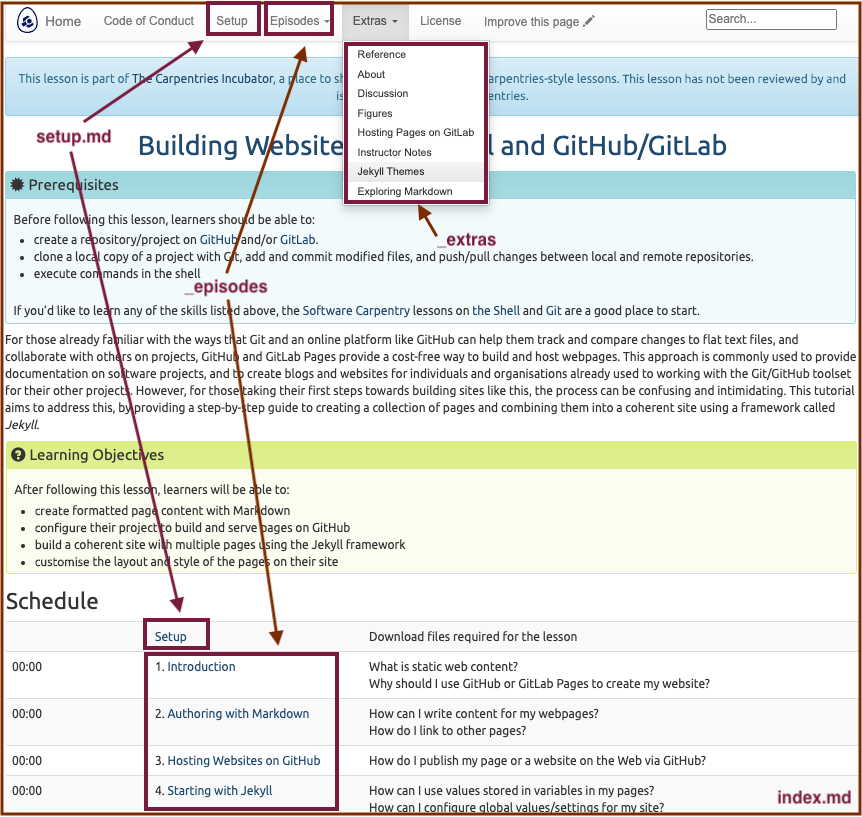 Home Code of Conduct Setup Episodes Extras License Improve this page Search...
Reference
About
Discussion
Figures
Hosting Pages on GitLab
Instructor Notes
Jekyll Themes
Exploring Markdown
This lesson is part of The Carpentries Incubator, a place to sh arpentries-style lessons. This lesson has not been reviewed by and
is entries.
setup.md
Building Website l and GitHub/GitLab
Prerequisites
_extras
Before following this lesson, learners should be able to:
create a repository/project on GitHub and/or GitLab.
clone a local copy of a project with Git, add and commit modified files, and push/pull changes between local and remote repositories.
execute commands in the shell
_episodes
If you'd like to learn any of the skills listed above, the Software Carpentry lessons on the Shell and Git are a good place to start.
For those already familiar with the ways that Git and an online platform like GitHub can help them track and compare changes to flat text files, and
collaborate with others on projects, GitHub and GitLab Pages provide a cost-free way to build and host webpages. This approach is commonly used to provide
documentation on software projects, and to create blogs and websites for individuals and organisations already used to working with the Git/GitHub toolset
for their other projects. However, for those taking their first steps towards building sites like this, the process can be confusing and intimidating. This tutorial
aims to address this, by providing a step-by-step guide to creating a collection of pages and combining them into a coherent site using a framework called
Jekyll.
Learning Objectives
After following this lesson, learners will be able to:
create formatted page content with Markdown
configure their project to build and serve pages on GitHub
build a coherent site with multiple pages using the Jekyll framework
customise the layout and style of the pages on their site
Schedule
Setup Download files required for the lesson
00:00 1. Introduction What is static web content?
Why should I use GitHub or GitLab Pages to create my website?
00:00 2. Authoring with Markdown How can I write content for my webpages?
How do I link to other pages?
00:00 3. Hosting Websites on GitHub How do I publish my page or a website on the Web via GitHub?
00:00 4. Starting with Jekyll How can I use values stored in variables in my pages?
How can I configure global values/settings for my site?
index.md